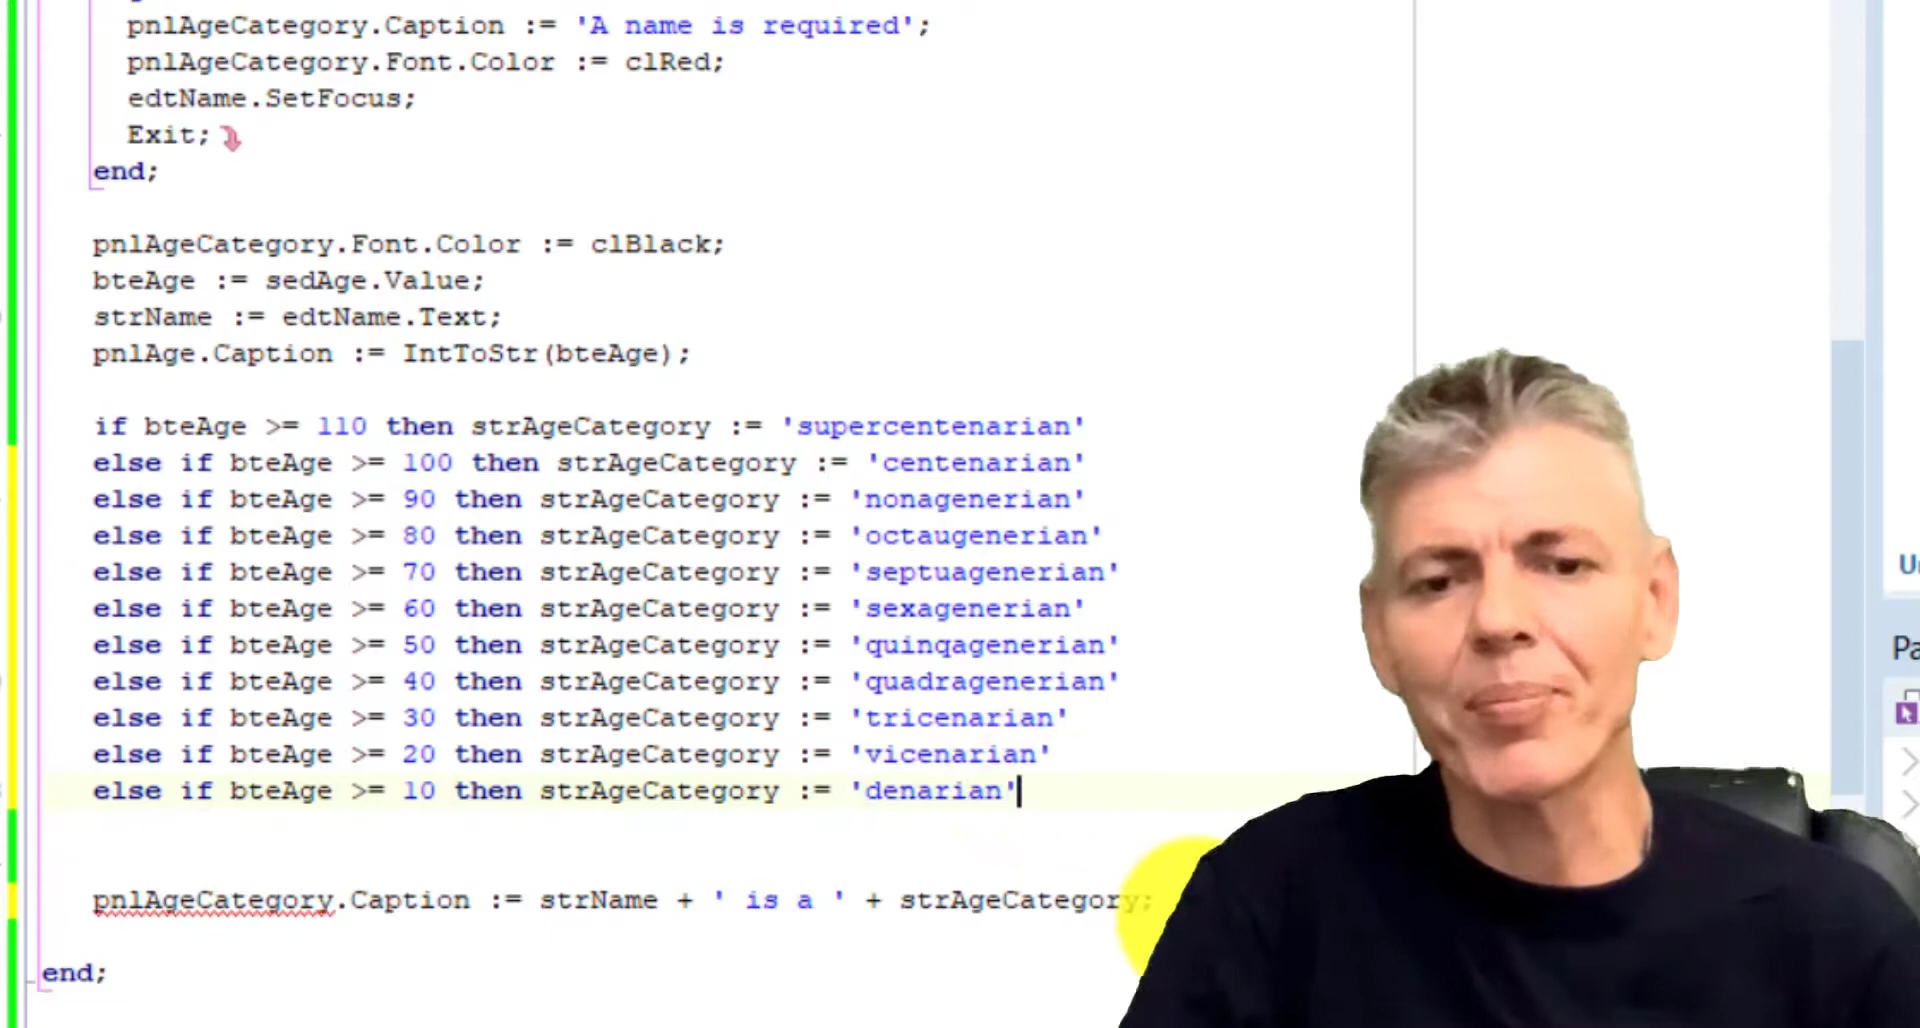 pnlAgeCategory.Caption := 'A name is required';
pnlAgeCategory.Font.Color := clRed;
edtName.SetFocus;
Exit;
end;
pnlAgeCategory.Font.Color := clBlack;
bteAge := sedAge.Value;
strName := edtName.Text;
pnlAge.Caption := IntToStr(bteAge);
if bteAge >= 110 then strAgeCategory := 'supercentenarian'
else if bteAge >= 100 then strAgeCategory := 'centenarian'
else if bteAge >= 90 then strAgeCategory := 'nonagenerian'
else if bteAge >= 80 then strAgeCategory := 'octaugenerian'
else if bteAge >= 70 then strAgeCategory := 'septuagenerian'
else if bteAge >= 60 then strAgeCategory := 'sexagenerian'
else if bteAge >= 50 then strAgeCategory := 'quinqagenerian'
else if bteAge >= 40 then strAgeCategory := 'quadragenerian'
else if bteAge >= 30 then strAgeCategory := 'tricenarian'
else if bteAge >= 20 then strAgeCategory := 'vicenarian'
else if bteAge >= 10 then strAgeCategory := 'denarian'
pnlAgeCategory.Caption := strName + ' is a ' + strAgeCategory;
end;